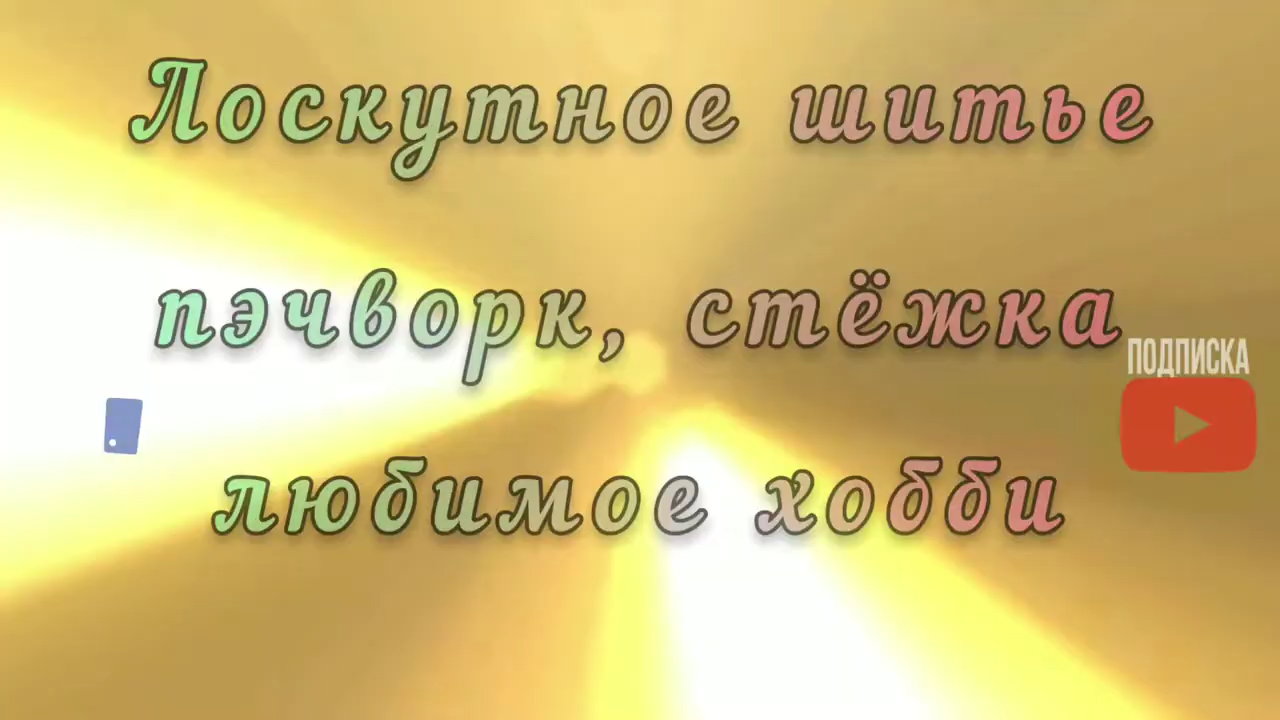 Лоскутное шитье
пэчворк, стёжка
ПОДПИСКА
любимое хобби